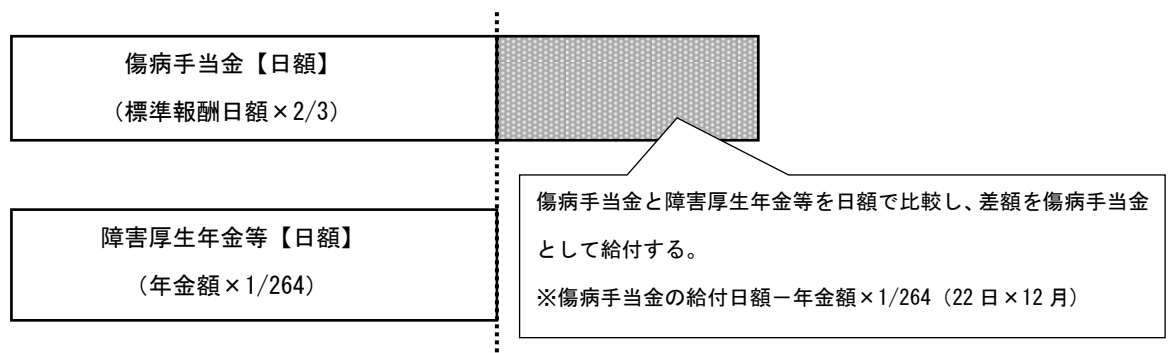 傷病手当金【日額】
（標準報酬日額×2/3）
障害厚生年金等【日額】
（年金額×1/264）
傷病手当金と障害厚生年金等を日額で比較し、差額を傷病手当金
として給付する。
※傷病手当金の給付日額－年金額×1/264（22日×12月）